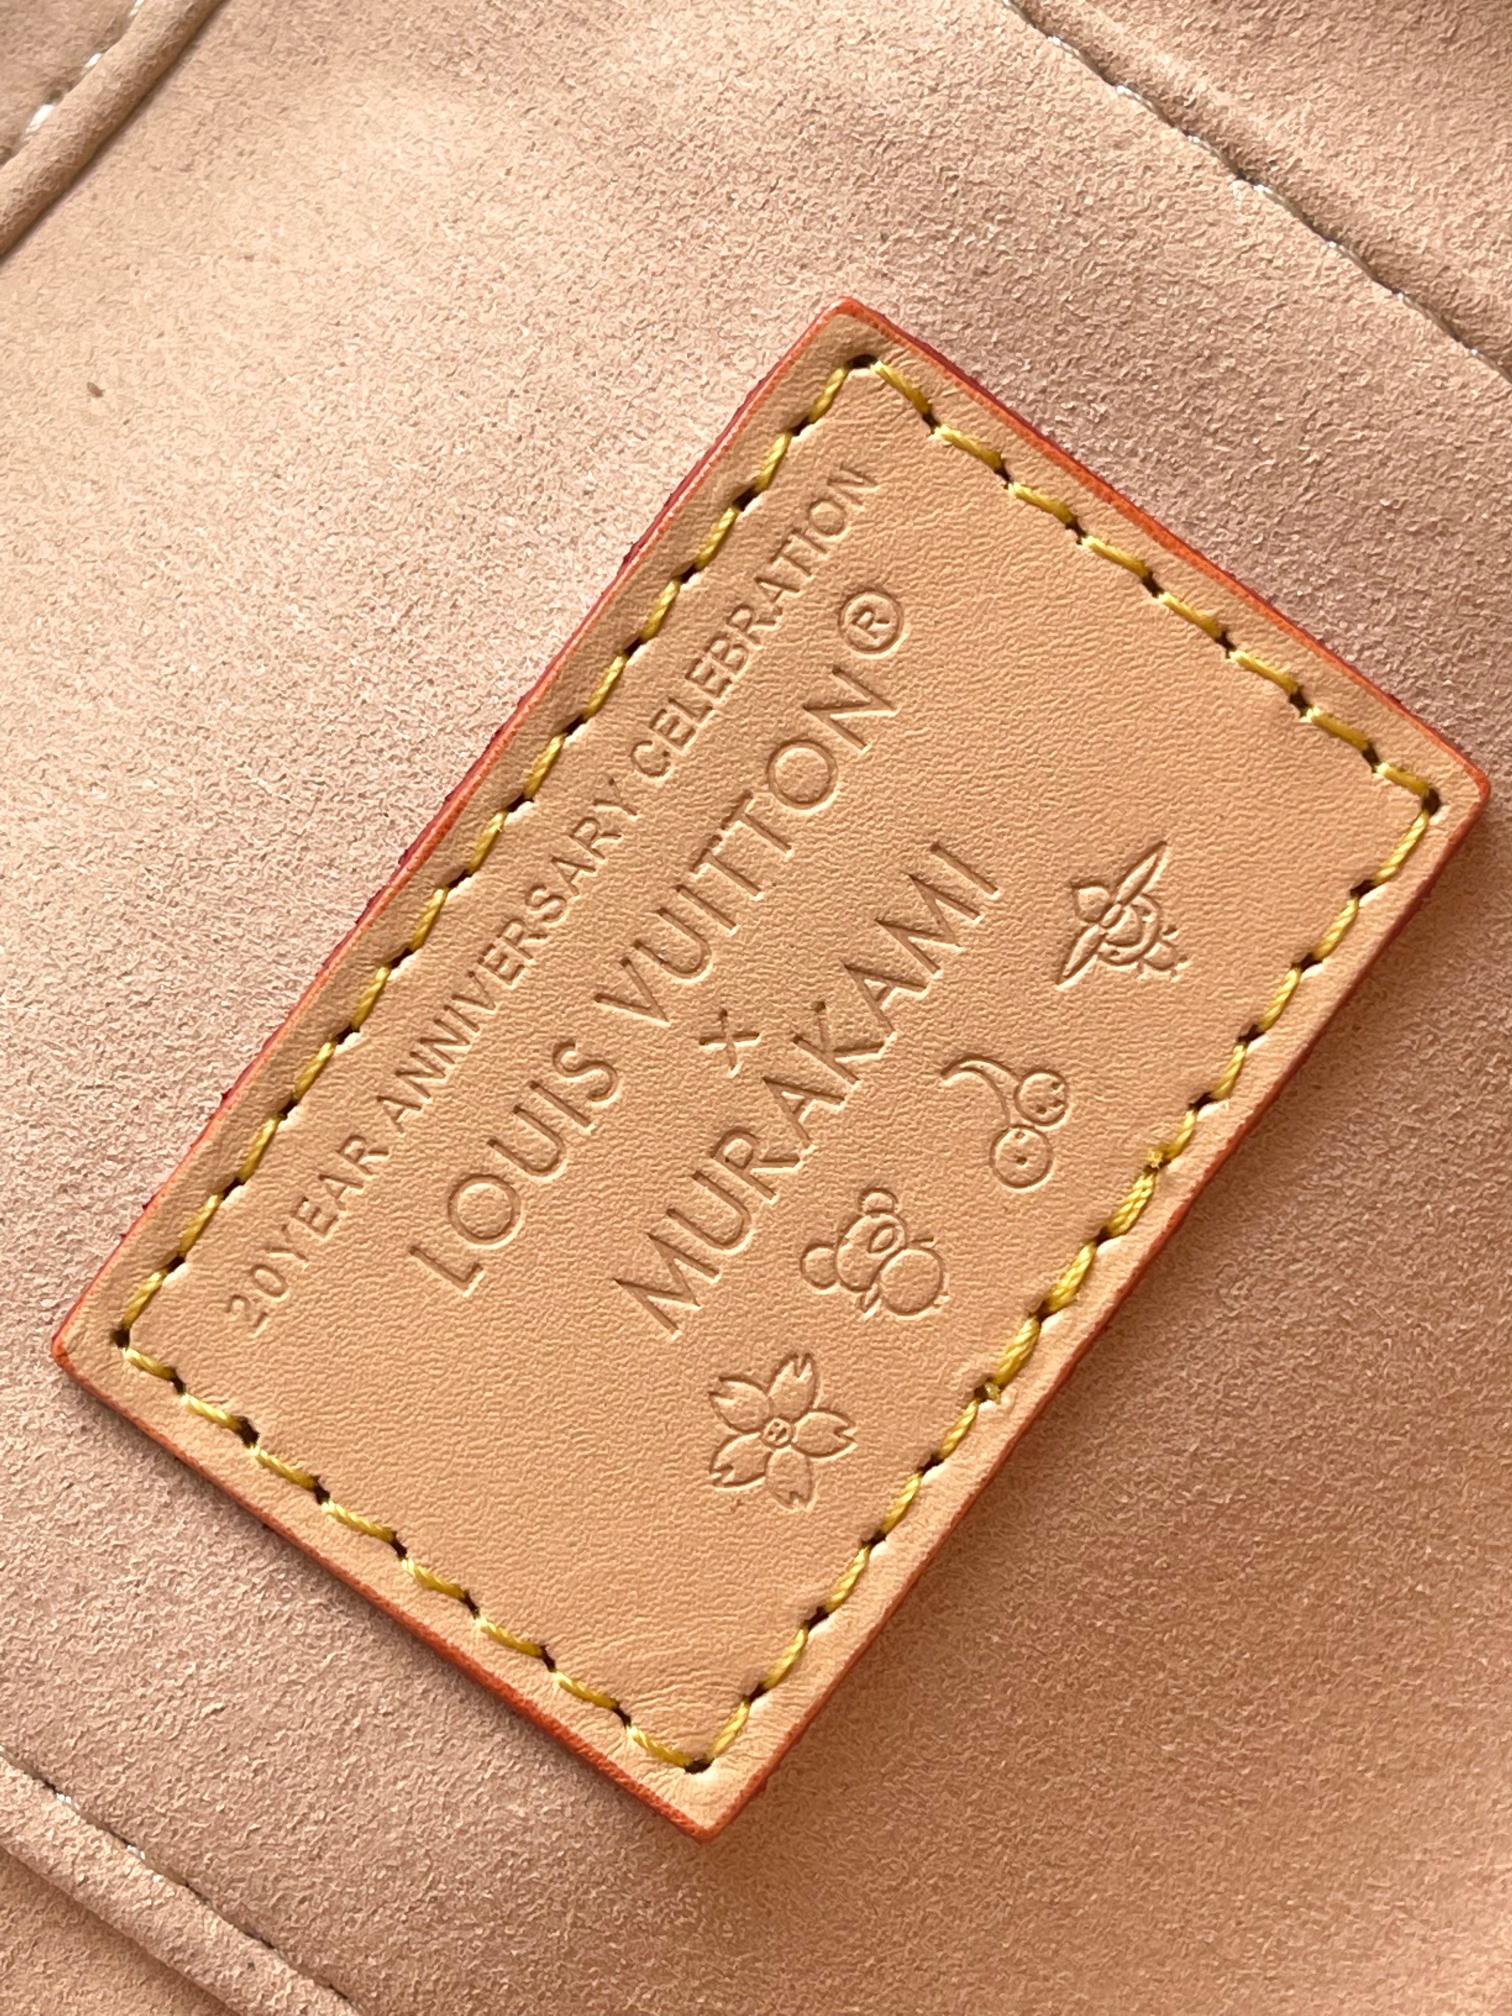 20 YEAR ANNIVERSARY CELEBRATION
LOUIS VUITTON®
×
MURAKAMI